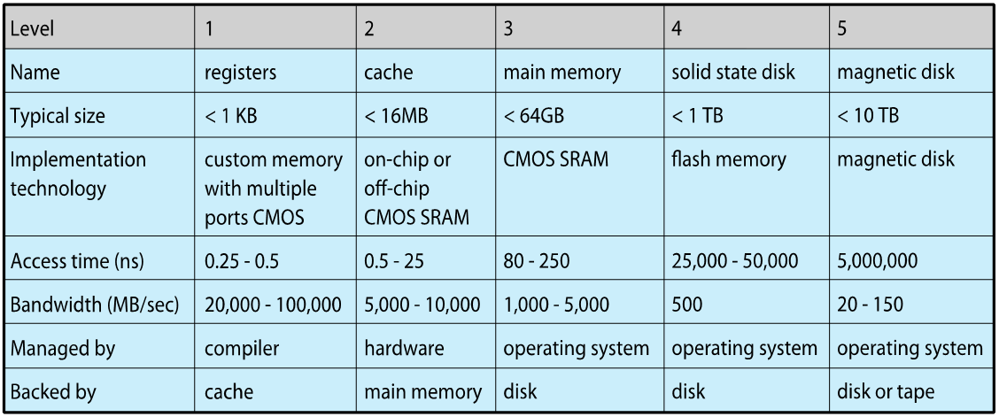 Level 1 2 3 4 5
Name registers cache main memory solid state disk magnetic disk
Typical size < 1 KB < 16MB < 64GB < 1 TB < 10 TB
Implementation custom memory on-chip or CMOS SRAM flash memory magnetic disk
technology with multiple off-chip
ports CMOS CMOS SRAM
Access time (ns) 0.25 - 0.5 0.5 - 25 80 - 250 25,000 - 50,000 5,000,000
Bandwidth (MB/sec) 20,000 - 100,000 5,000 - 10,000 1,000 - 5,000 500 20 - 150
Managed by compiler hardware operating system operating system operating system
Backed by cache main memory disk disk disk or tape